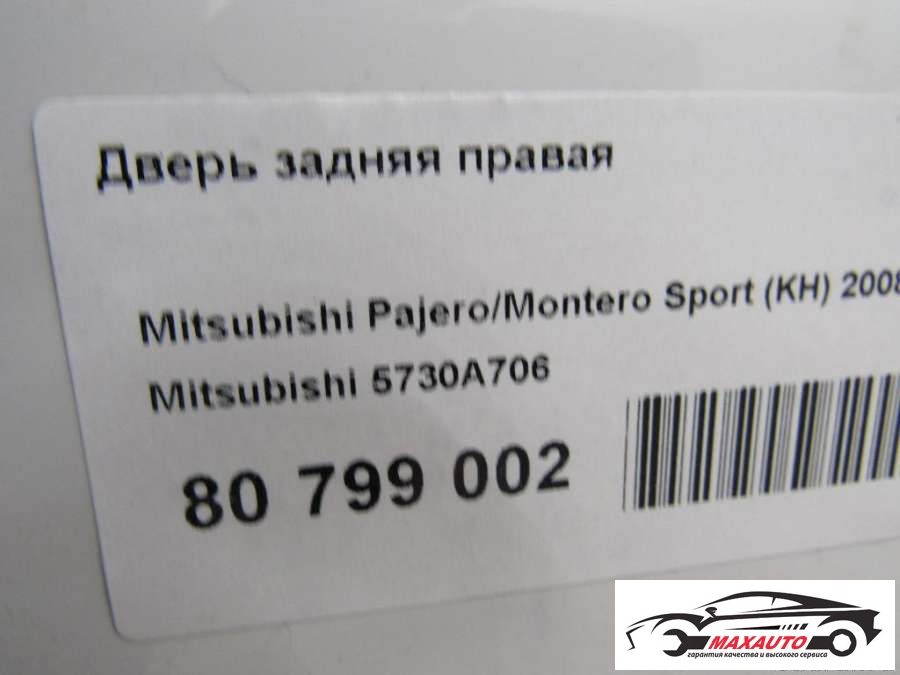 Дверь задняя правая
Mitsubishi Pajero/Montero Sport (KH) 2008
Mitsubishi 5730A706
80 799 002
MAXAUTO
гарантия качества и высокого сервиса